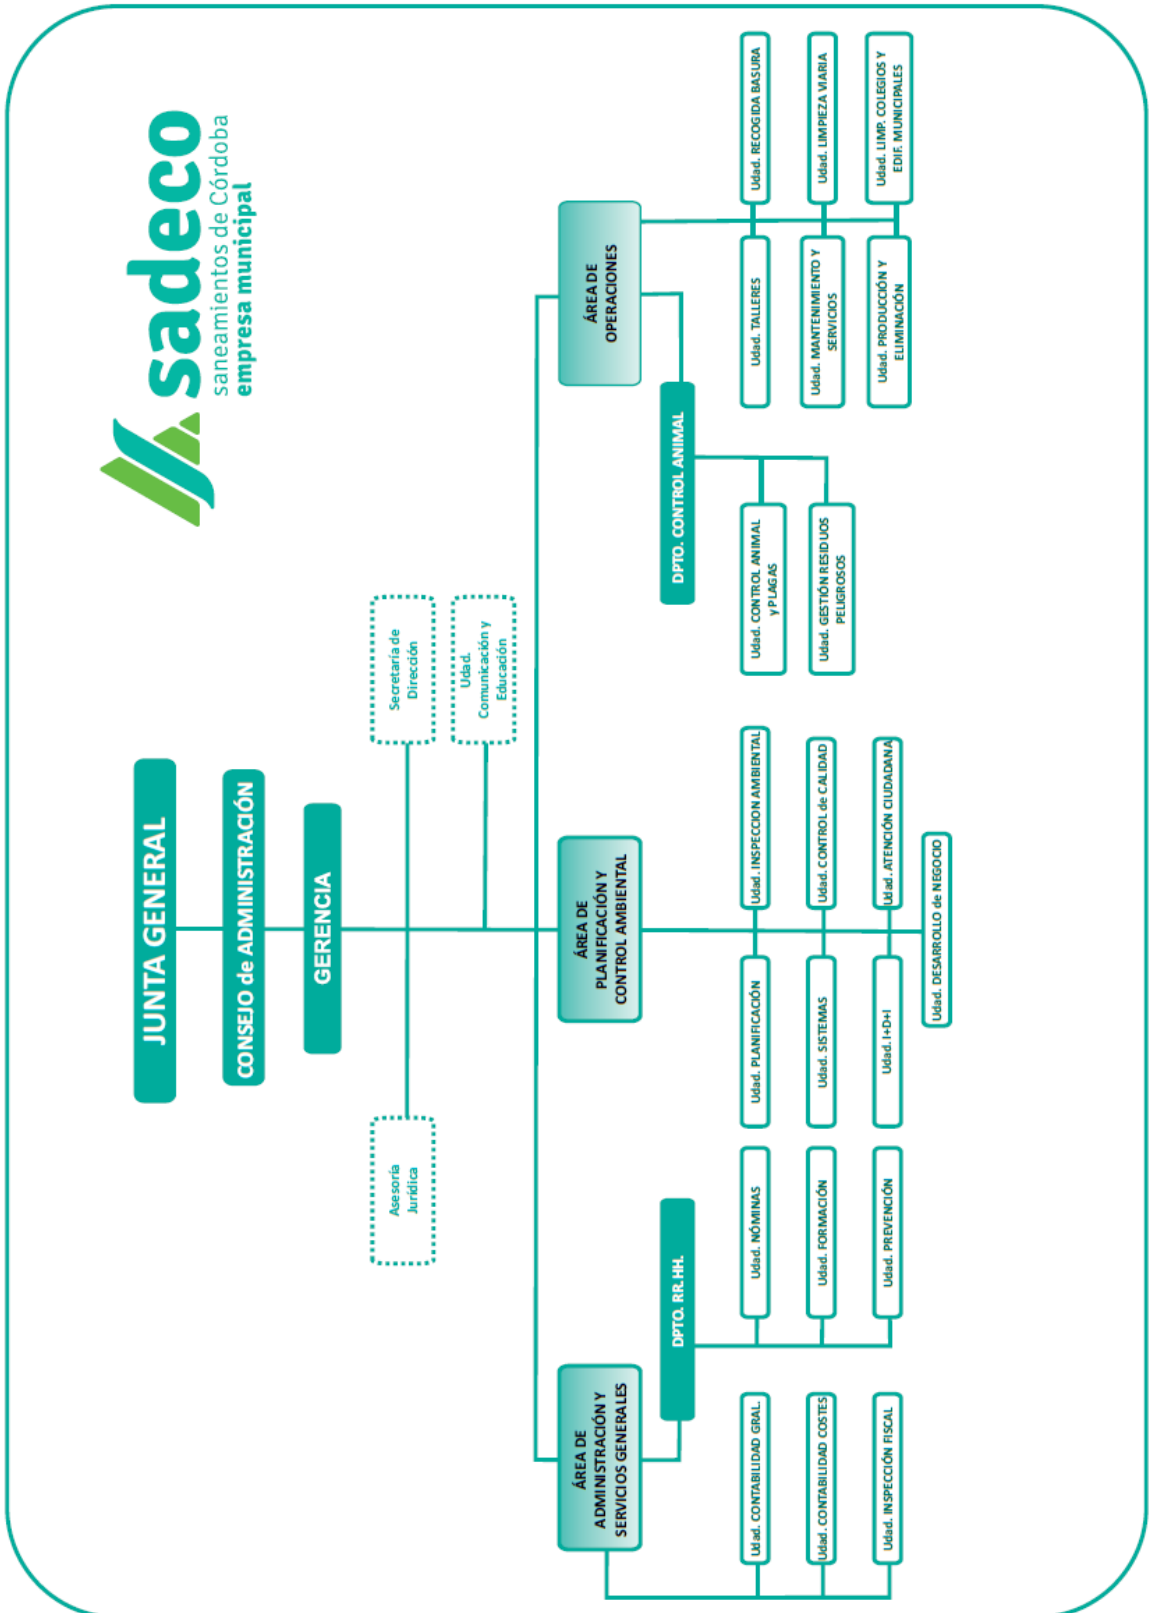 sadeco
saneamientos de Córdoba
empresa municipal
JUNTA GENERAL
CONSEJO de ADMINISTRACIÓN
GERENCIA
Asesoría
Jurídica
Secretaría de
Dirección
Udad.
Comunicación y
Educación
ÁREA DE
ADMINISTRACIÓN Y
SERVICIOS GENERALES
ÁREA DE
PLANIFICACIÓN Y
CONTROL AMBIENTAL
ÁREA DE
OPERACIONES
DPTO. RR.HH.
DPTO. CONTROL ANIMAL
Udad. CONTABILIDAD GRAL.
Udad. CONTABILIDAD COSTES
Udad. INSPECCIÓN FISCAL
Udad. NÓMINAS
Udad. FORMACIÓN
Udad. PREVENCIÓN
Udad. PLANIFICACIÓN
Udad. SISTEMAS
Udad. I+D+I
Udad. INSPECCION AMBIENTAL
Udad. CONTROL de CALIDAD
Udad. ATENCIÓN CIUDADANA
Udad. DESARROLLO de NEGOCIO
Udad. CONTROL ANIMAL
y PLAGAS
Udad. GESTIÓN RESIDUOS
PELIGROSOS
Udad. TALLERES
Udad. MANTENIMIENTO Y
SERVICIOS
Udad. PRODUCCIÓN Y
ELIMINACIÓN
Udad. RECOGIDA BASURA
Udad. LIMPIEZA VIARIA
Udad. LIMP. COLEGIOS Y
EDIF. MUNICIPALES